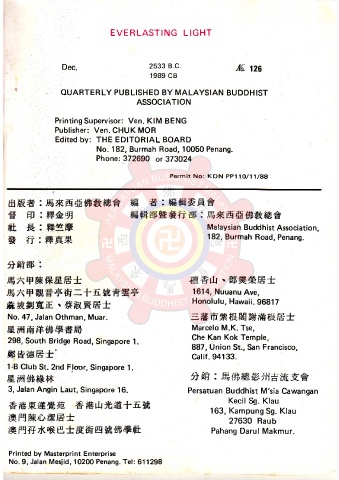 EVERLASTING LIGHT
Dec. 2533 B.C. № 126
1989 CB
QUARTERLY PUBLISHED BY MALAYSIAN BUDDHIST
ASSOCIATION
Printing Supervisor: Ven. KIM BENG
Publisher: Ven. CHUK MOR
Edited by: THE EDITORIAL BOARD
No. 182, Burmah Road, 10050 Penang.
Phone: 372690 or 373024
Permit No: KDN PP110/11/88
出版者：馬來西亞佛教總會 編 者：編輯委員會
督 印：釋金明 編輯部暨發行部：馬來西亞佛教總會
社 長：釋竺摩 Malaysian Buddhist Association,
發 行：釋真果 182, Burmah Road, Penang.
分銷部：
馬六甲陳保星居士
馬六甲觀音亭街二十五號青雲亭
麻坡劉寬正、蔡淑賢居士
No. 47, Jalan Othman, Muar.
星洲南洋佛學書局
298, South Bridge Road, Singapore 1.
鄭皆德居士
1-B Club St. 2nd Floor, Singapore 1.
星洲佛緣林
3, Jalan Angin Laut, Singapore 16.
香港東蓮覺苑 香港山光道十五號
澳門陳心潔居士
澳門孖水喉巴士度街四號佛學社
檀香山、鄧燮榮居士
1614, Nuuanu Ave,
Honolulu, Hawaii. 96817
三藩市業根閣謝滿根居士
Marcelo M.K. Tse,
Che Kan Kok Temple,
887, Union St., San Francisco,
Calif. 94133.
分銷：馬佛總彭州吉流支會
Persatuan Buddhist M'sia Cawangan
Kecil Sg. Klau
163, Kampung Sg. Klau
27630 Raub
Pahang Darul Makmur.
Printed by Masterprint Enterprise
No. 9, Jalan Mesjid, 10200 Penang. Tel: 611298